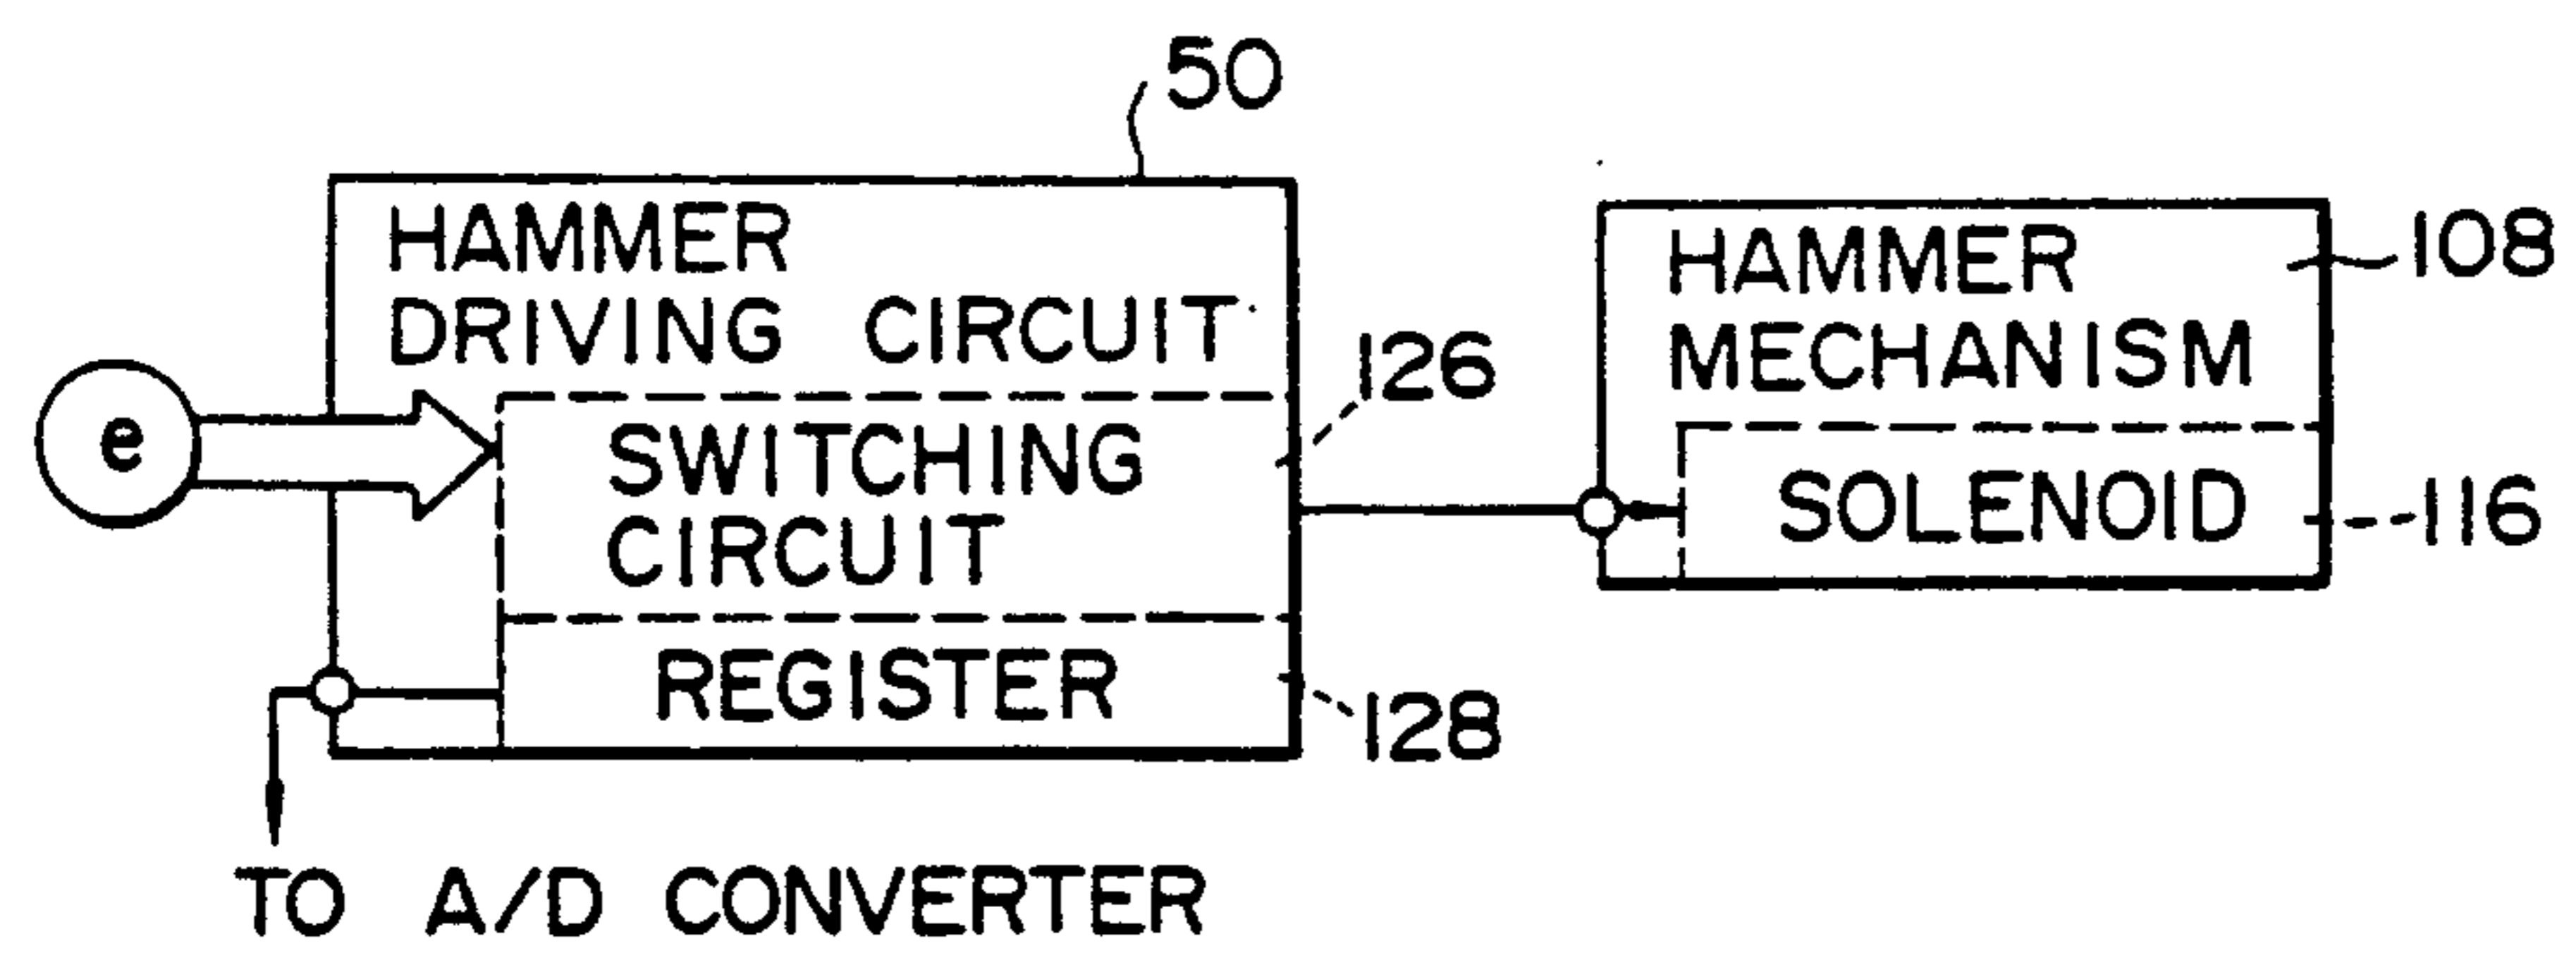 50
HAMMER
DRIVING CIRCUIT
126
SWITCHING
CIRCUIT
REGISTER
128
e
TO A/D CONVERTER
HAMMER
MECHANISM
108
SOLENOID
116